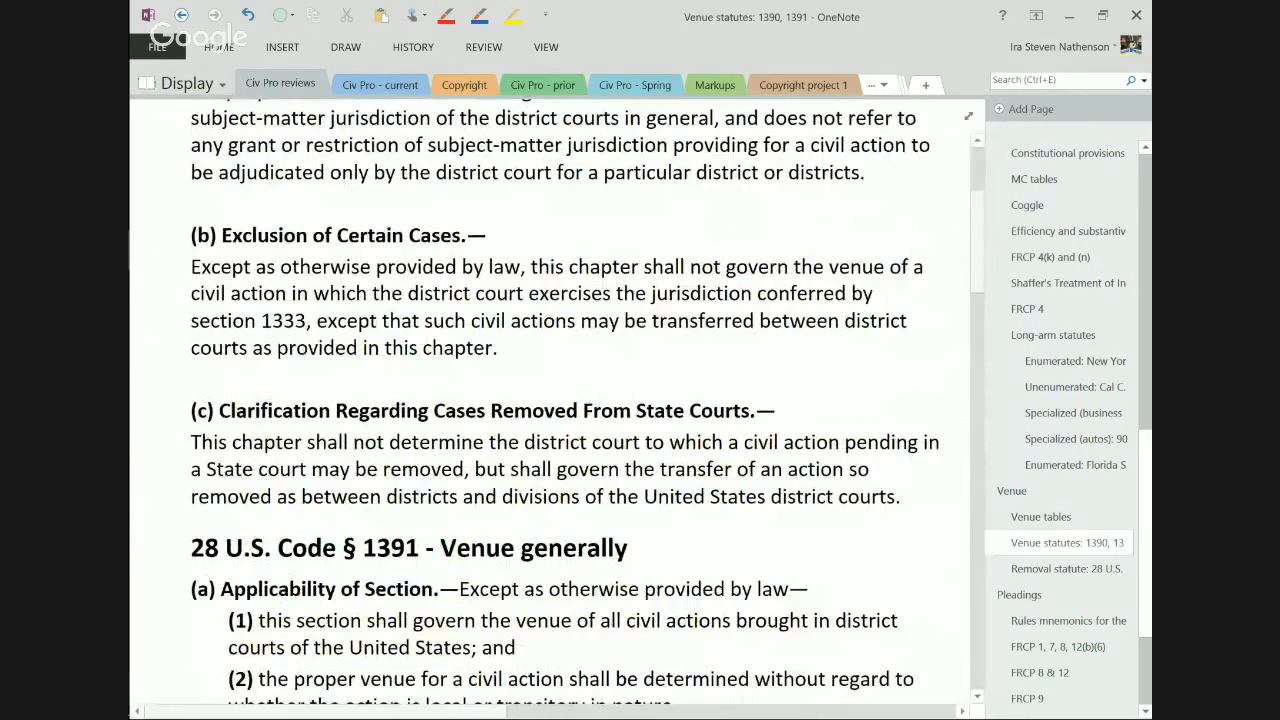 Venue statutes: 1390, 1391 - OneNote
Google
FILE HOME INSERT DRAW HISTORY REVIEW VIEW
Ira Steven Nathenson
Display Civ Pro reviews Civ Pro - current Copyright Civ Pro - prior Civ Pro - Spring Markups Copyright project 1
Search (Ctrl+E)
subject-matter jurisdiction of the district courts in general, and does not refer to
any grant or restriction of subject-matter jurisdiction providing for a civil action to
be adjudicated only by the district court for a particular district or districts.
(b) Exclusion of Certain Cases.—
Except as otherwise provided by law, this chapter shall not govern the venue of a
civil action in which the district court exercises the jurisdiction conferred by
section 1333, except that such civil actions may be transferred between district
courts as provided in this chapter.
(c) Clarification Regarding Cases Removed From State Courts.—
This chapter shall not determine the district court to which a civil action pending in
a State court may be removed, but shall govern the transfer of an action so
removed as between districts and divisions of the United States district courts.
28 U.S. Code § 1391 - Venue generally
(a) Applicability of Section.—Except as otherwise provided by law—
(1) this section shall govern the venue of all civil actions brought in district
courts of the United States; and
(2) the proper venue for a civil action shall be determined without regard to
whether the action is local or transitory in nature.
Add Page
Constitutional provisions
MC tables
Coggle
Efficiency and substantiv
FRCP 4(k) and (n)
Shaffer's Treatment of In
FRCP 4
Long-arm statutes
Enumerated: New Yor
Unenumerated: Cal C.
Specialized (business
Specialized (autos): 90
Enumerated: Florida S
Venue
Venue tables
Venue statutes: 1390, 13
Removal statute: 28 U.S.
Pleadings
Rules mnemonics for the
FRCP 1, 7, 8, 12(b)(6)
FRCP 8 & 12
FRCP 9